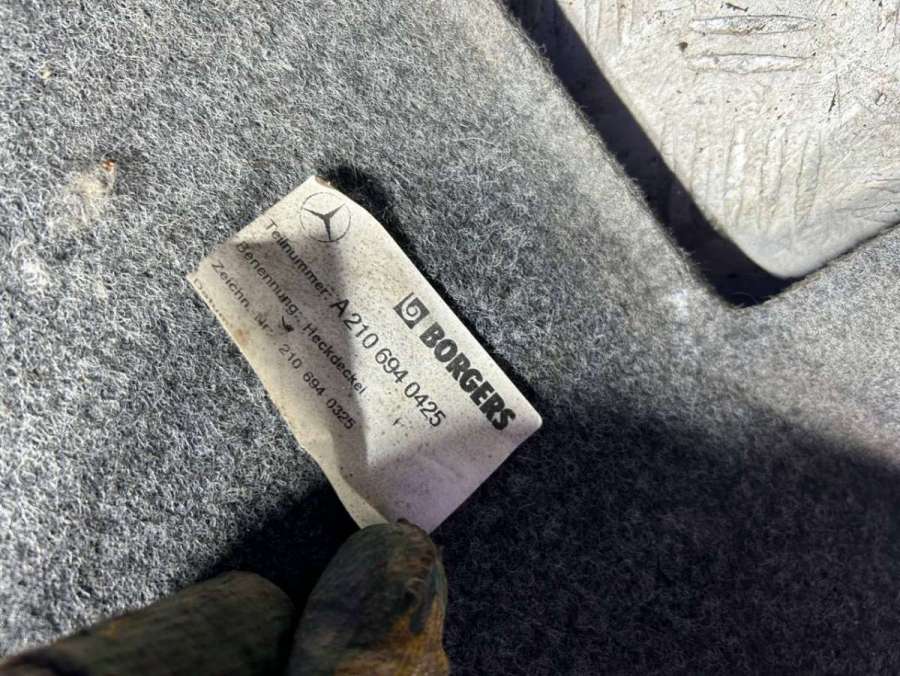 BORGERS
Teilnummer: A 210 694 0425
Benennung: Heckdeckel
Zeichn. Nr. 210 694 0325